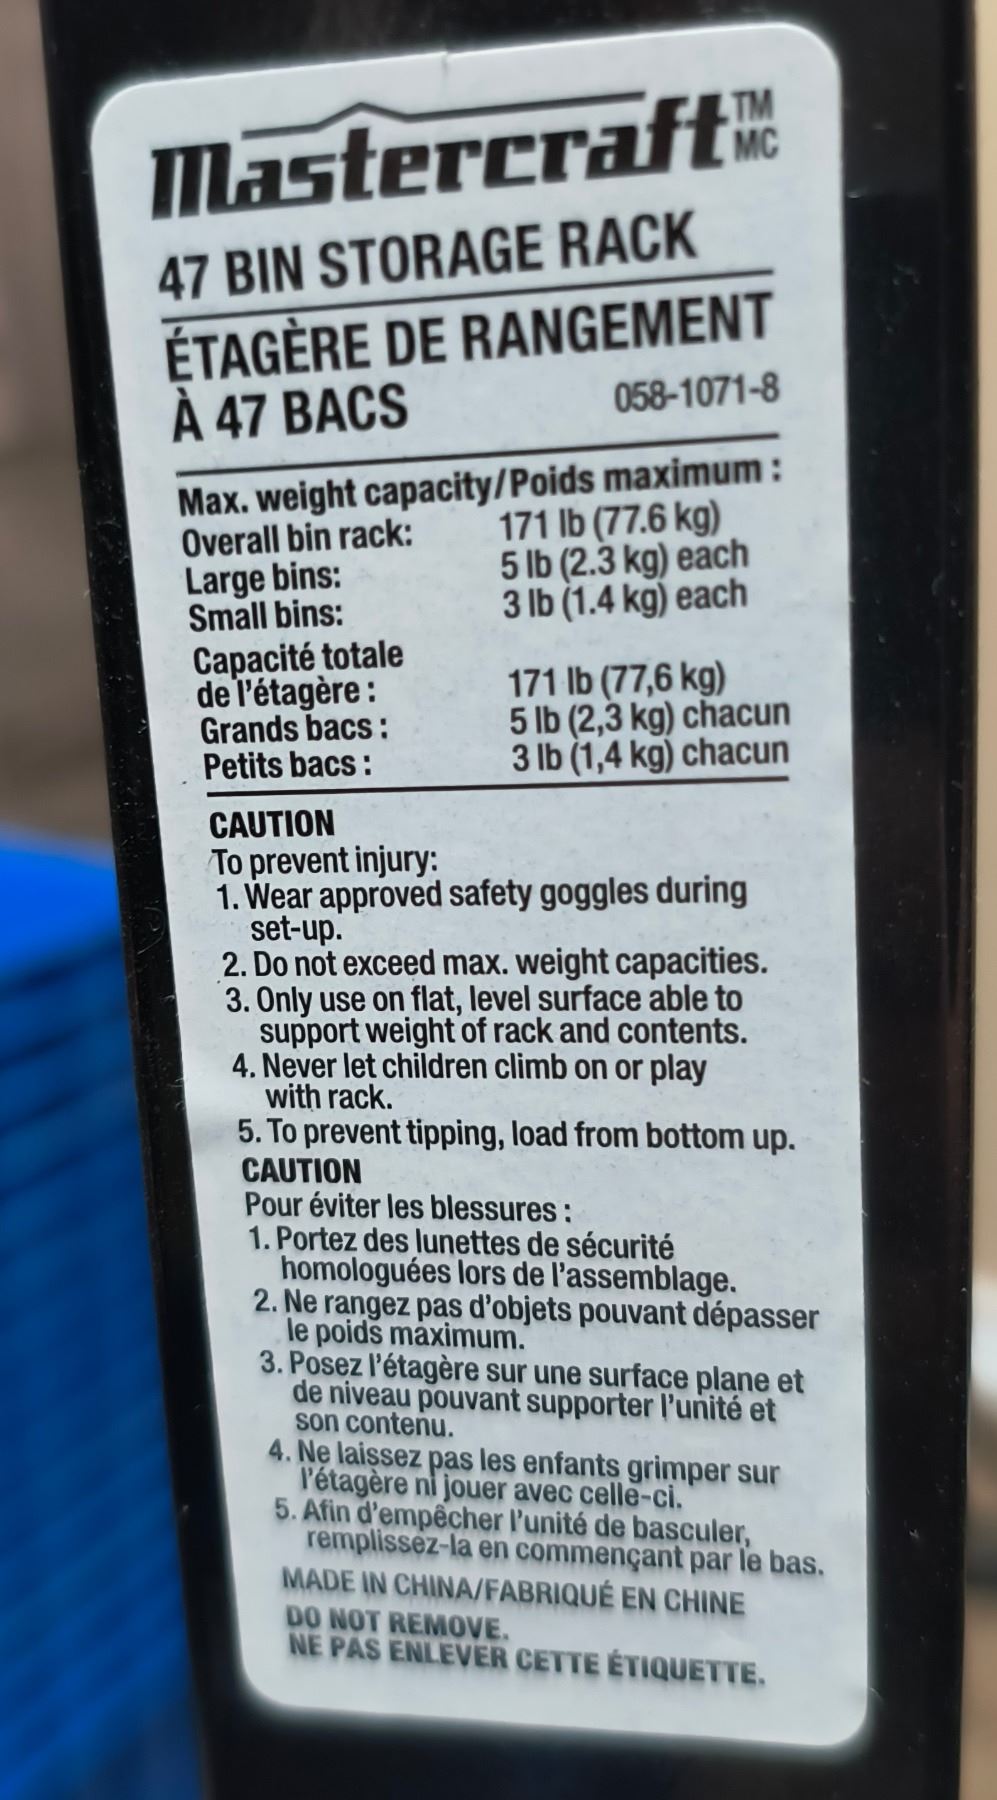 Mastercraft TM MC
47 BIN STORAGE RACK
ÉTAGÈRE DE RANGEMENT
À 47 BACS 058-1071-8
Max. weight capacity/Poids maximum :
Overall bin rack: 171 lb (77.6 kg)
Large bins: 5 lb (2.3 kg) each
Small bins: 3 lb (1.4 kg) each
Capacité totale
de l'étagère : 171 lb (77,6 kg)
Grands bacs : 5 lb (2,3 kg) chacun
Petits bacs : 3 lb (1,4 kg) chacun
CAUTION
To prevent injury:
1. Wear approved safety goggles during
set-up.
2. Do not exceed max. weight capacities.
3. Only use on flat, level surface able to
support weight of rack and contents.
4. Never let children climb on or play
with rack.
5. To prevent tipping, load from bottom up.
CAUTION
Pour éviter les blessures :
1. Portez des lunettes de sécurité
homologuées lors de l'assemblage.
2. Ne rangez pas d'objets pouvant dépasser
le poids maximum.
3. Posez l'étagère sur une surface plane et
de niveau pouvant supporter l'unité et
son contenu.
4. Ne laissez pas les enfants grimper sur
l'étagère ni jouer avec celle-ci.
5. Afin d'empêcher l'unité de basculer,
remplissez-la en commençant par le bas.
MADE IN CHINA/FABRIQUÉ EN CHINE
DO NOT REMOVE.
NE PAS ENLEVER CETTE ÉTIQUETTE.